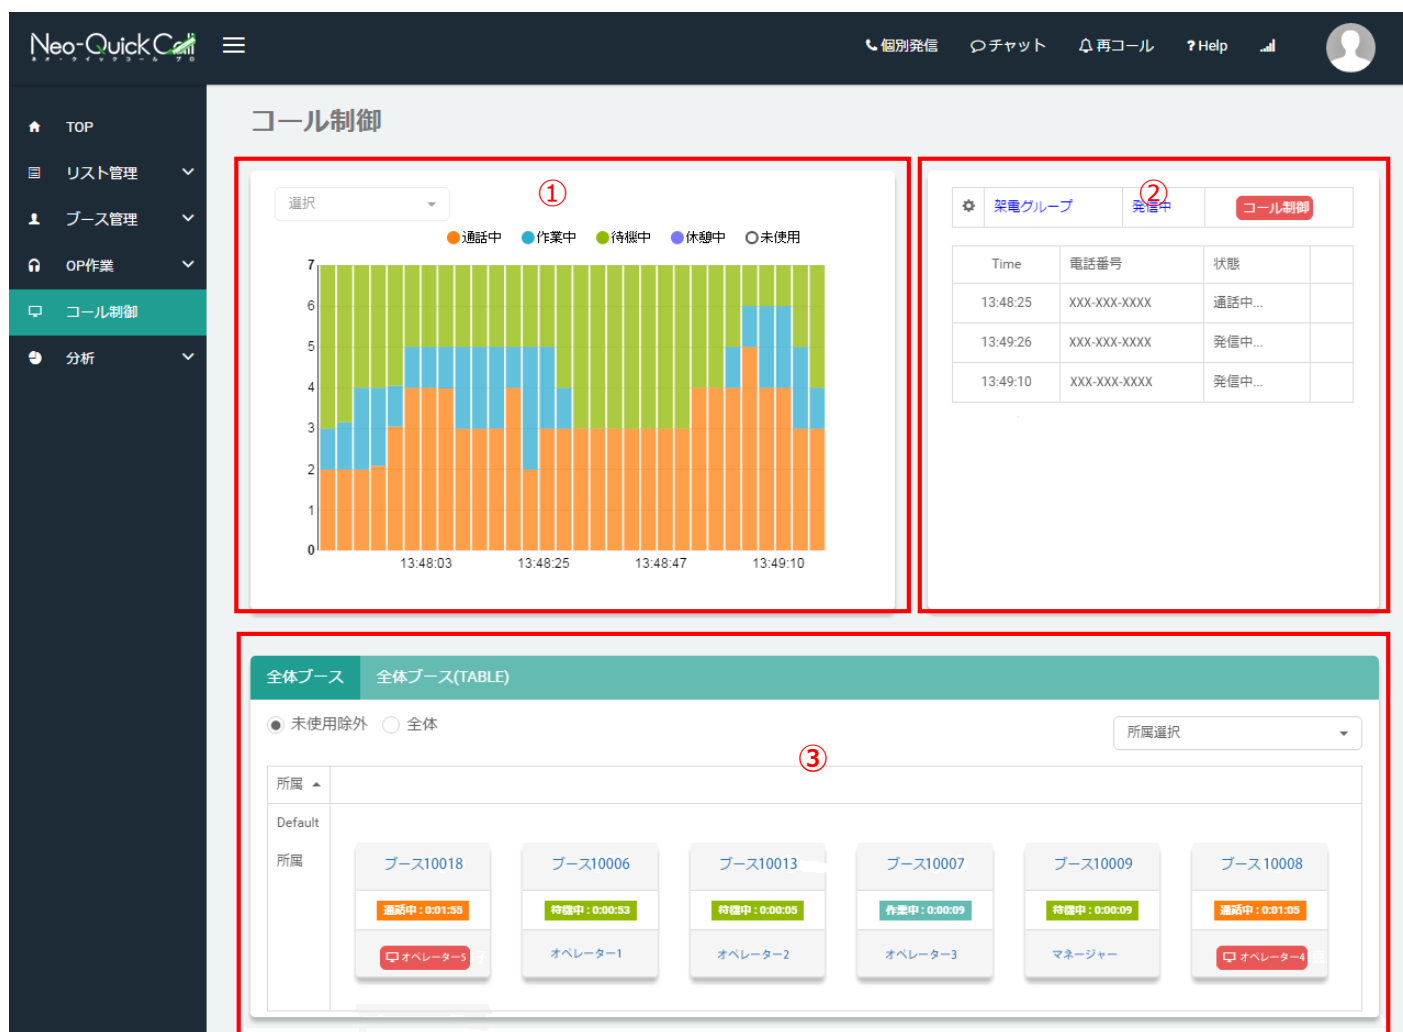 Neo-QuickCall
ネオ・クイックコール プロ
個別発信 チャット 再コール ? Help
TOP
リスト管理
ブース管理
OP作業
コール制御
分析
コール制御
①
選択
通話中 作業中 待機中 休憩中 未使用
7
6
5
4
3
2
1
0
13:48:03 13:48:25 13:48:47 13:49:10
②
架電グループ 発信中 コール制御
Time 電話番号 状態
13:48:25 XXX-XXX-XXXX 通話中...
13:49:26 XXX-XXX-XXXX 発信中...
13:49:10 XXX-XXX-XXXX 発信中...
全体ブース 全体ブース(TABLE)
未使用除外 全体
所属選択
③
所属
Default
所属
ブース10018 ブース10006 ブース10013 ブース10007 ブース10009 ブース10008
通話中 : 0:01:55 待機中 : 0:00:53 待機中 : 0:00:05 作業中 : 0:00:09 待機中 : 0:00:09 通話中 : 0:01:05
オペレーター5 オペレーター1 オペレーター2 オペレーター3 マネージャー オペレーター4